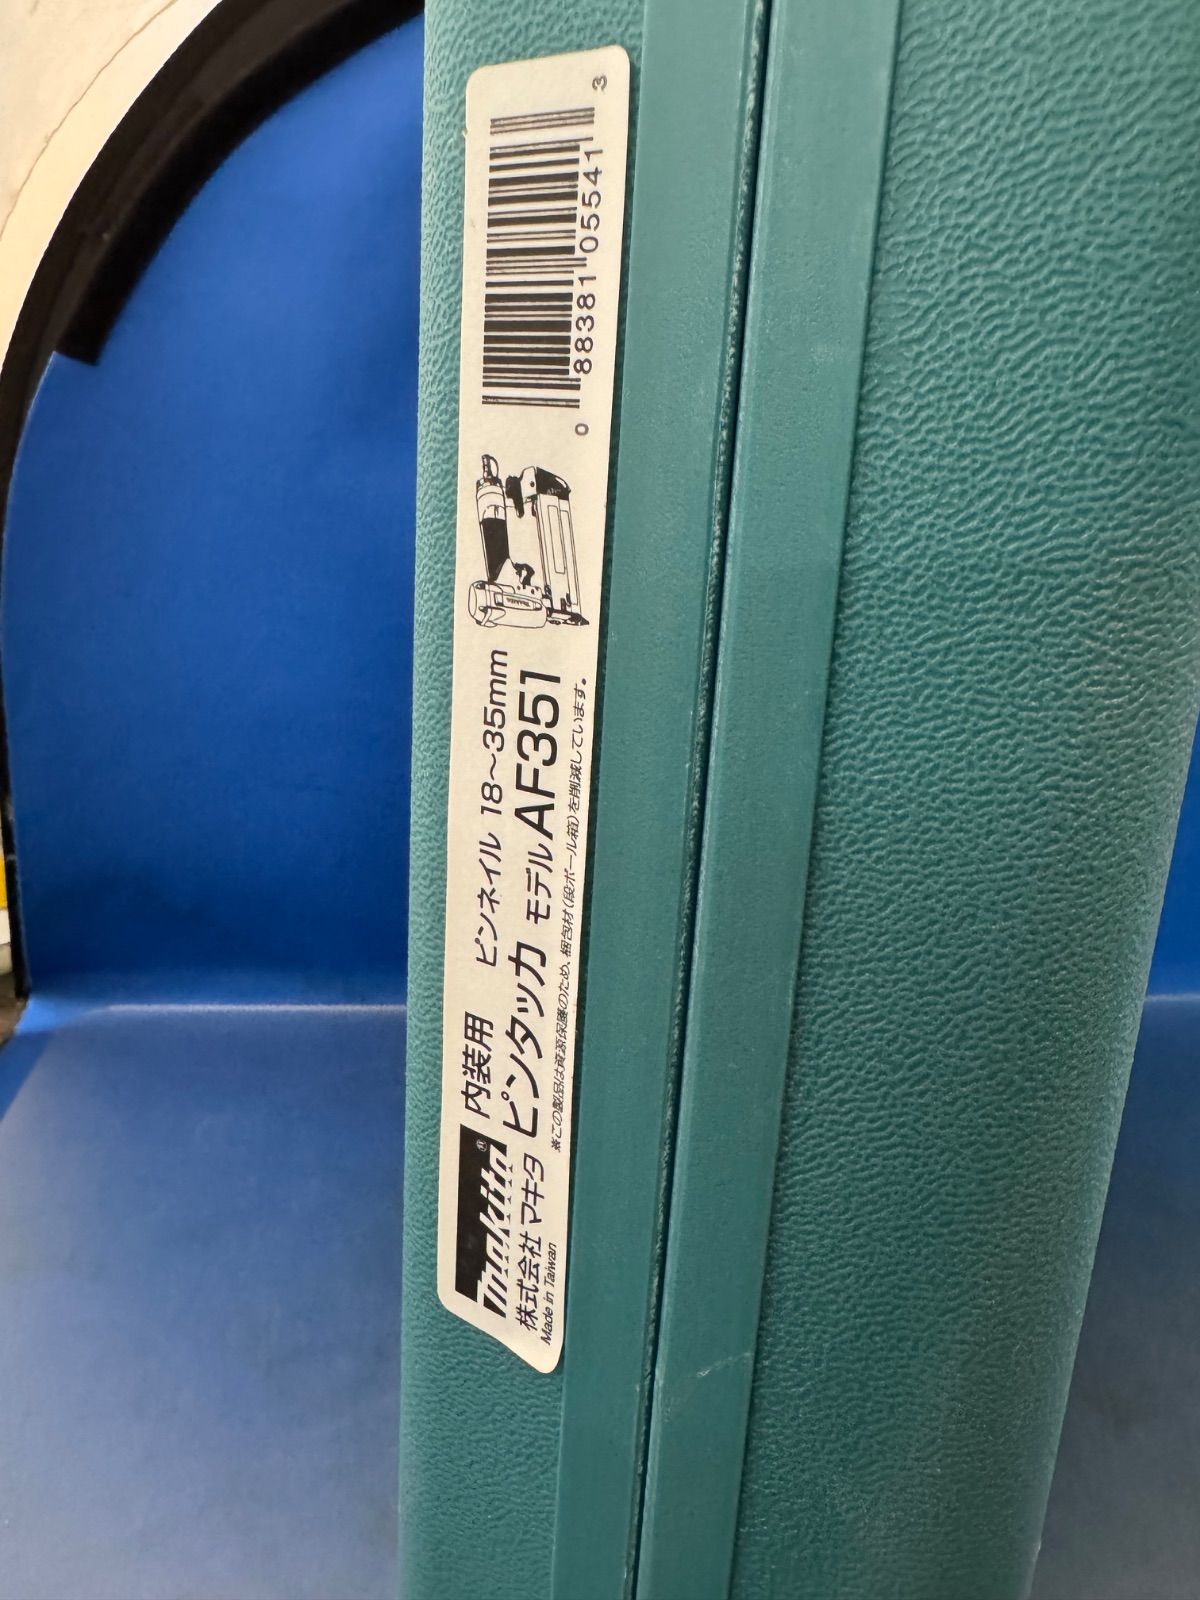 makita®
株式会社 マキタ
Made in Taiwan
内装用 ピンネイル 18～35mm
ピンタッカ モデル AF351
※この製品は資源保護のため、梱包材(段ボール箱)を削減しています。
0 88381 05541 3